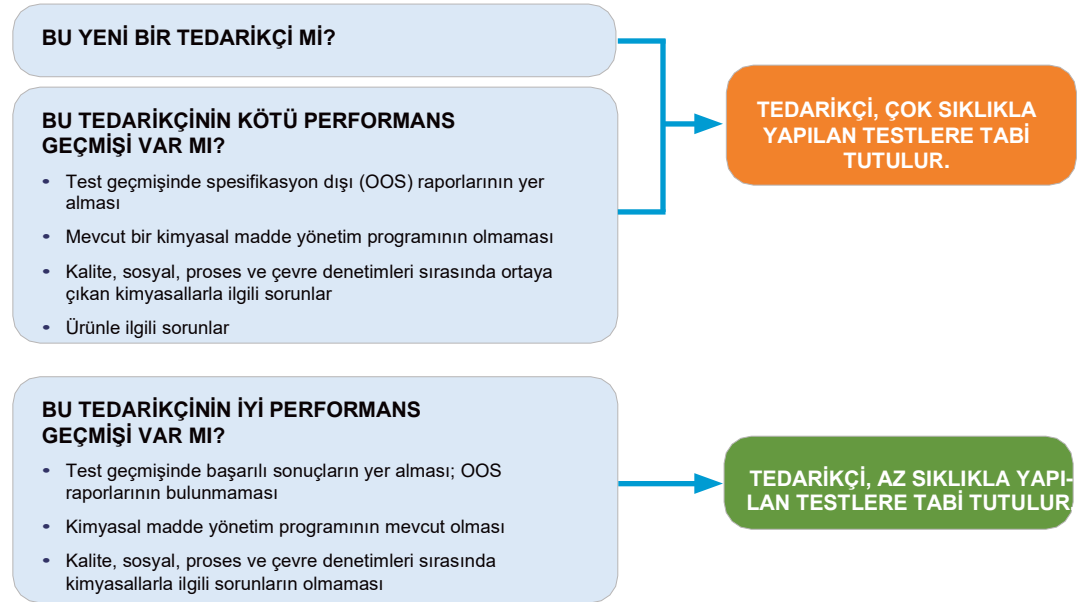 BU YENİ BİR TEDARİKÇİ Mİ?
BU TEDARİKÇİNİN KÖTÜ PERFORMANS
GEÇMİŞİ VAR MI?
• Test geçmişinde spesifikasyon dışı (OOS) raporlarının yer
alması
• Mevcut bir kimyasal madde yönetim programının olmaması
• Kalite, sosyal, proses ve çevre denetimleri sırasında ortaya
çıkan kimyasallarla ilgili sorunlar
• Ürünle ilgili sorunlar
TEDARİKÇİ, ÇOK SIKLIKLA
YAPILAN TESTLERE TABİ
TUTULUR.
BU TEDARİKÇİNİN İYİ PERFORMANS
GEÇMİŞİ VAR MI?
• Test geçmişinde başarılı sonuçların yer alması; OOS
raporlarının bulunmaması
• Kimyasal madde yönetim programının mevcut olması
• Kalite, sosyal, proses ve çevre denetimleri sırasında
kimyasallarla ilgili sorunların olmaması
TEDARİKÇİ, AZ SIKLIKLA YAPI-
LAN TESTLERE TABİ TUTULUR.